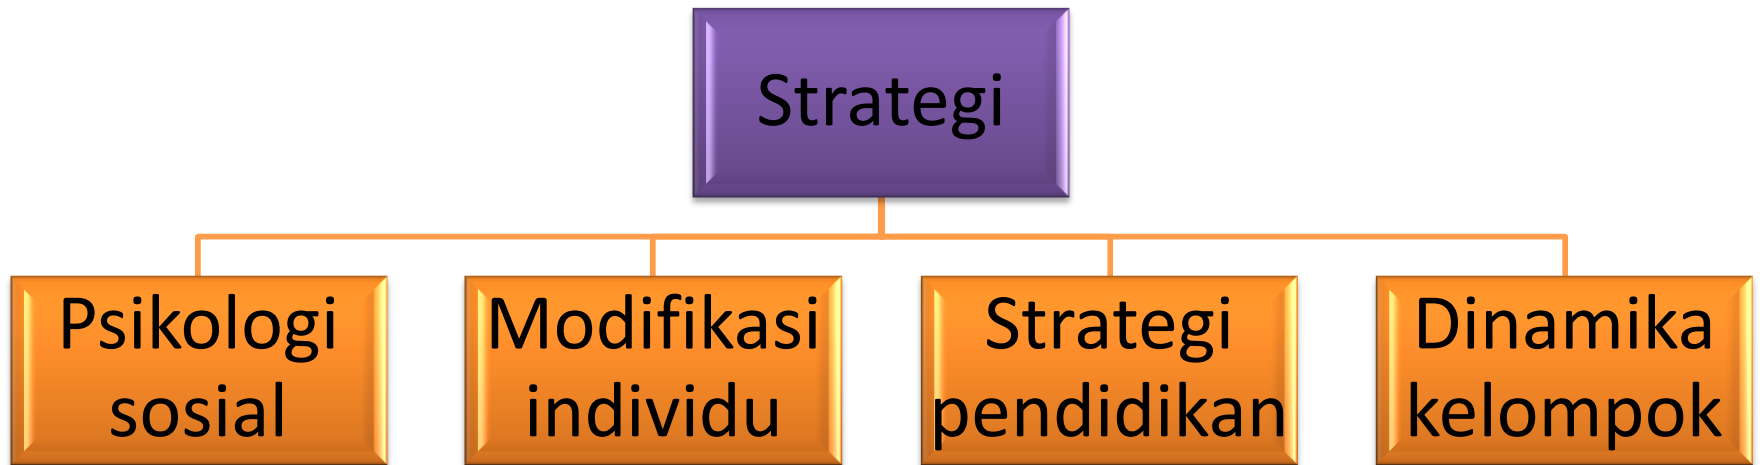 Strategi
Psikologi
sosial
Modifikasi
individu
Strategi
pendidikan
Dinamika
kelompok